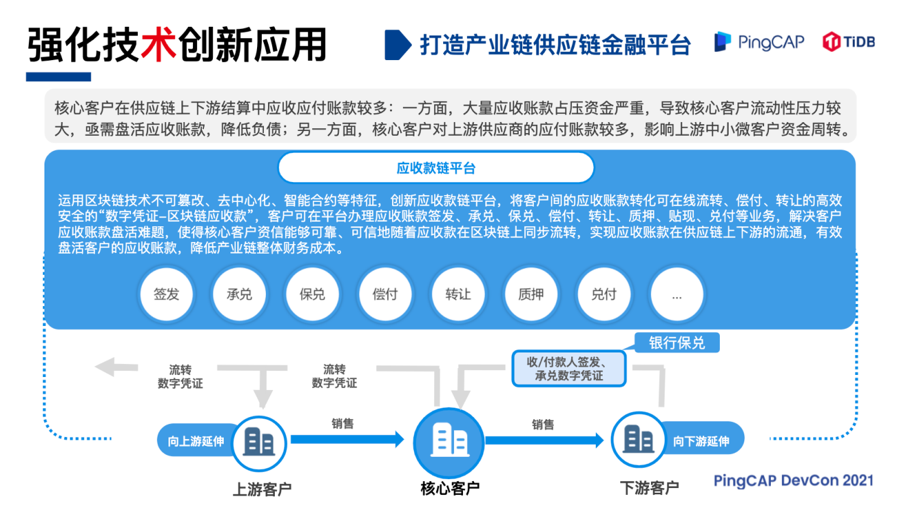 强化技术创新应用
打造产业链供应链金融平台
PingCAP
TiDB
核心客户在供应链上下游结算中应收应付账款较多：一方面，大量应收账款占压资金严重，导致核心客户流动性压力较
大，亟需盘活应收账款，降低负债；另一方面，核心客户对上游供应商的应付账款较多，影响上游中小微客户资金周转。
应收款链平台
运用区块链技术不可篡改、去中心化、智能合约等特征，创新应收款链平台，将客户间的应收账款转化可在线流转、偿付、转让的高效
安全的“数字凭证–区块链应收款”，客户可在平台办理应收账款签发、承兑、保兑、偿付、转让、质押、贴现、兑付等业务，解决客户
应收账款盘活难题，使得核心客户资信能够可靠、可信地随着应收款在区块链上同步流转，实现应收账款在供应链上下游的流通，有效
盘活客户的应收账款，降低产业链整体财务成本。
签发
承兑
保兑
偿付
转让
质押
兑付
...
银行保兑
流转
数字凭证
流转
数字凭证
收/付款人签发、
承兑数字凭证
向上游延伸
销售
销售
向下游延伸
上游客户
核心客户
下游客户
PingCAP DevCon 2021